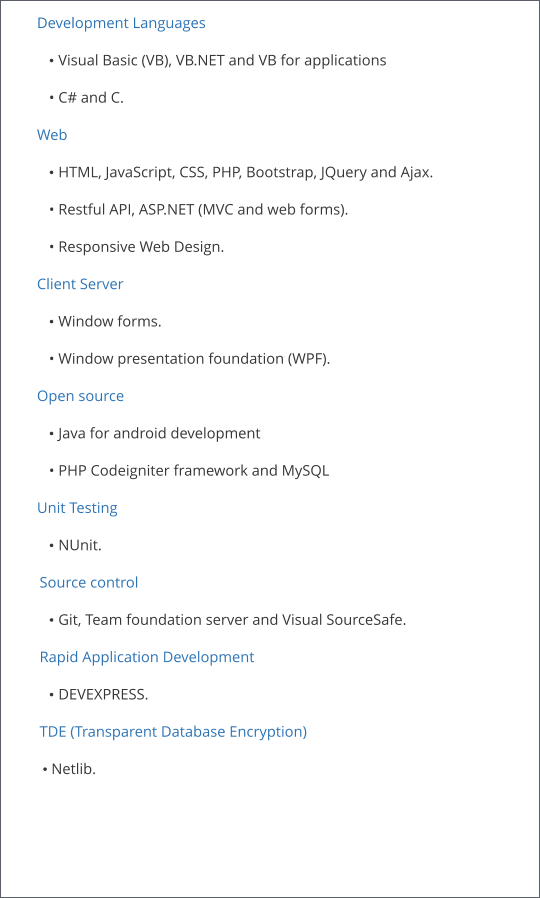 Development Languages
• Visual Basic (VB), VB.NET and VB for applications
• C# and C.
Web
• HTML, JavaScript, CSS, PHP, Bootstrap, JQuery and Ajax.
• Restful API, ASP.NET (MVC and web forms).
• Responsive Web Design.
Client Server
• Window forms.
• Window presentation foundation (WPF).
Open source
• Java for android development
• PHP Codeigniter framework and MySQL
Unit Testing
• NUnit.
Source control
• Git, Team foundation server and Visual SourceSafe.
Rapid Application Development
• DEVEXPRESS.
TDE (Transparent Database Encryption)
• Netlib.